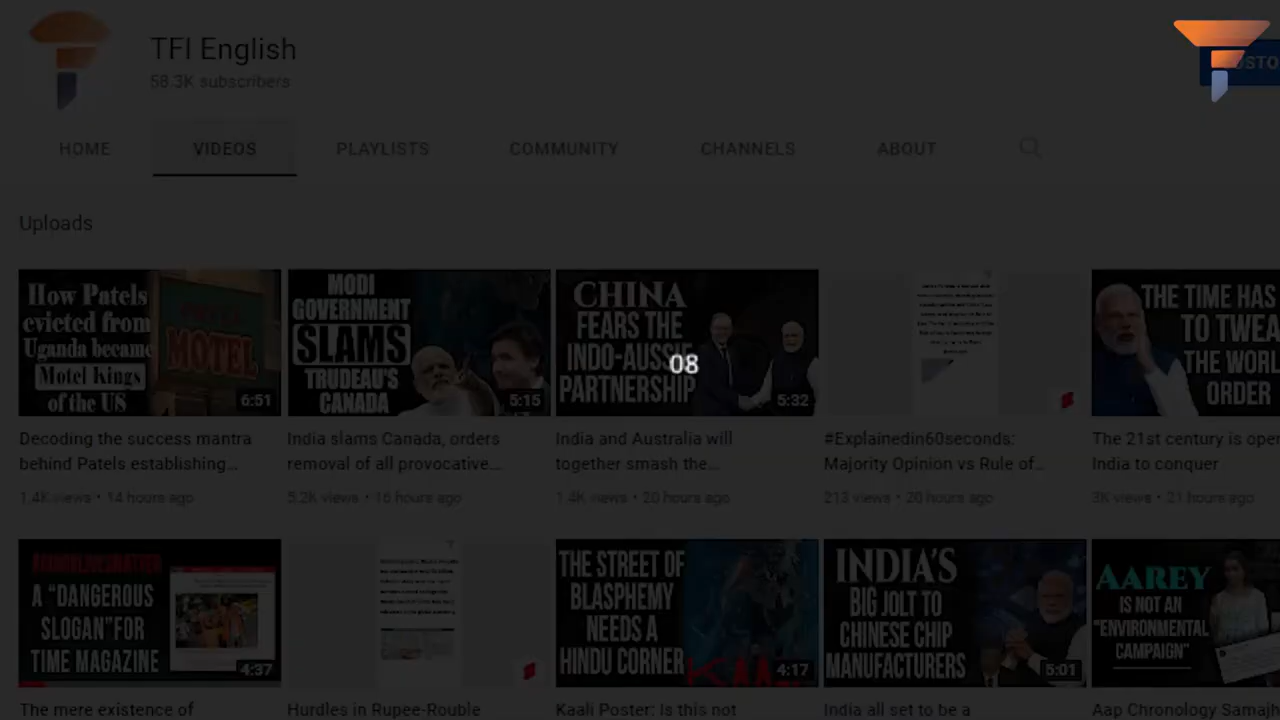 TFI English
58.3K subscribers
HOME VIDEOS PLAYLISTS COMMUNITY CHANNELS ABOUT
Uploads
How Patels
evicted from
Uganda became
Motel kings
of the US
MOTEL
6:51
MODI
GOVERNMENT
SLAMS
TRUDEAU'S
CANADA
5:15
CHINA
FEARS THE
INDO-AUSSIE
PARTNERSHIP
5:32
08
THE TIME HAS
TO TWEA
THE WORL
ORDER
Decoding the success mantra
behind Patels establishing...
1.4K views • 14 hours ago
India slams Canada, orders
removal of all provocative...
5.2K views • 16 hours ago
India and Australia will
together smash the...
1.4K views • 20 hours ago
#Explainedin60seconds:
Majority Opinion vs Rule of...
213 views • 20 hours ago
The 21st century is oper
India to conquer
3K views • 21 hours ago
A "DANGEROUS
SLOGAN"FOR
TIME MAGAZINE
4:37
THE STREET OF
BLASPHEMY
NEEDS A
HINDU CORNER
4:17
INDIA'S
BIG JOLT TO
CHINESE CHIP
MANUFACTURERS
5:01
AAREY
IS NOT AN
"ENVIRONMENTAL
CAMPAIGN"
The mere existence of
Hurdles in Rupee-Rouble
Kaali Poster: Is this not
India all set to be a
Aap Chronology Samajh